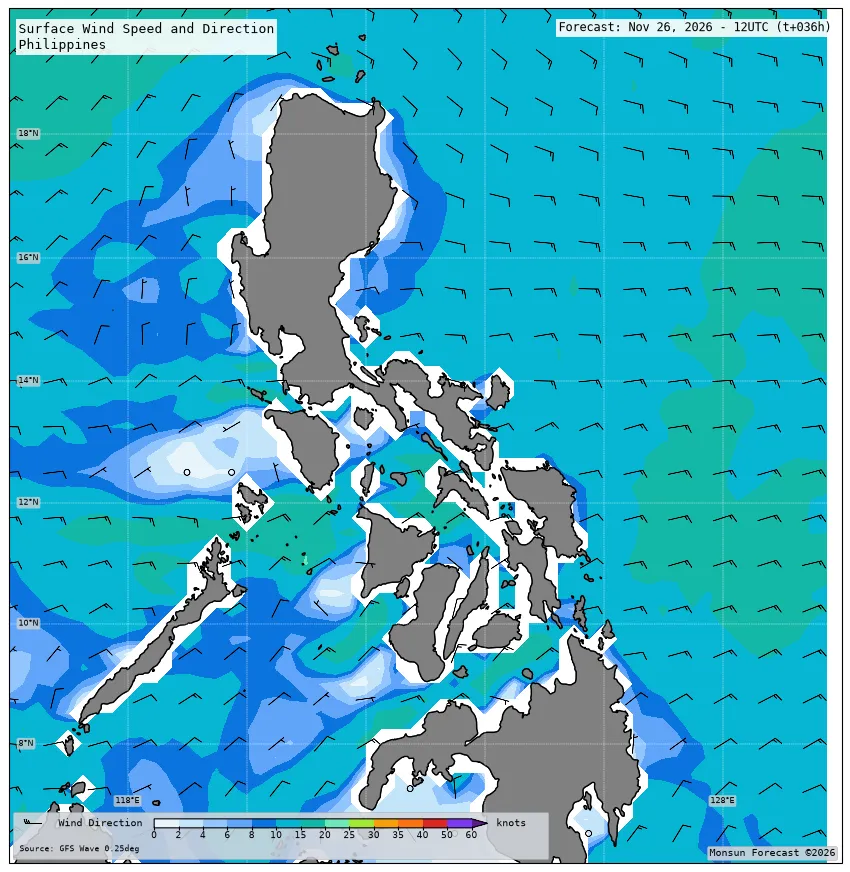 Surface Wind Speed and Direction
Philippines
Forecast: Nov 26, 2026 - 12UTC (t+036h)
18°N
16°N
14°N
12°N
10°N
8°N
118°E
128°E
Wind Direction
0 2 4 6 8 10 15 20 25 30 35 40 50 60
knots
Source: GFS Wave 0.25deg
Monsun Forecast ©2026